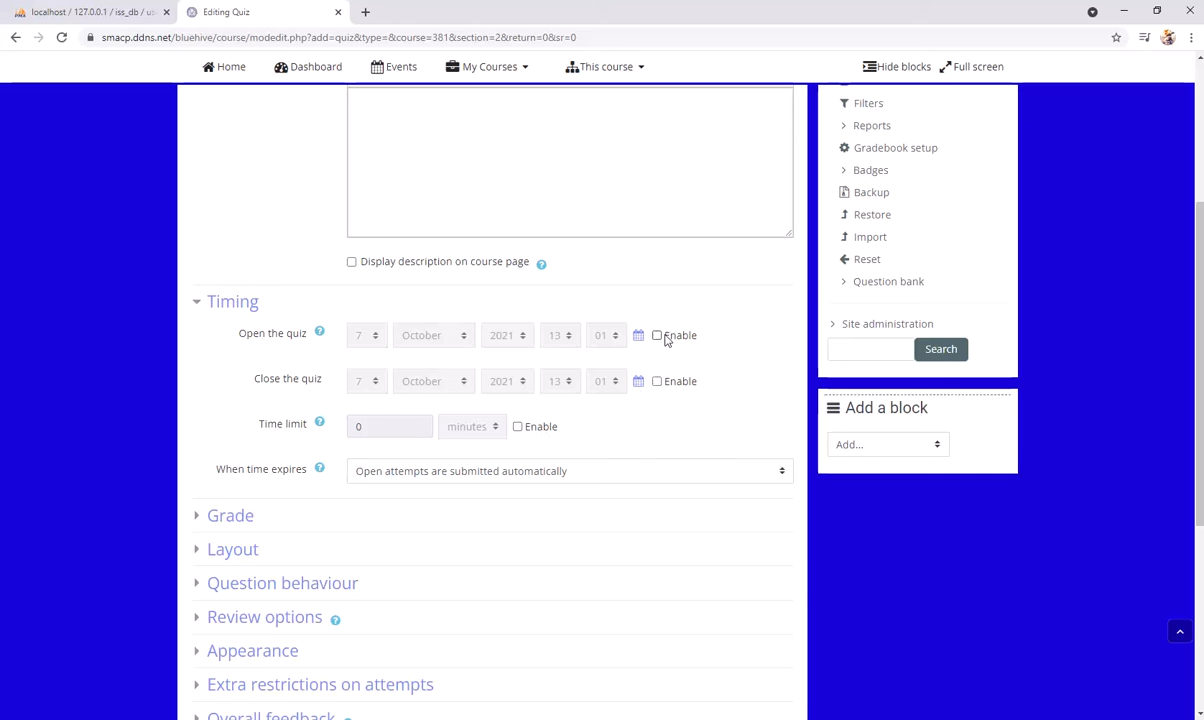 localhost / 127.0.0.1 / iss_db / us
Editing Quiz
smacp.ddns.net/bluehive/course/modedit.php?add=quiz&type=&course=381&section=2&return=0&sr=0
Home Dashboard Events My Courses This course Hide blocks Full screen
Filters
Reports
Gradebook setup
Badges
Backup
Restore
Import
Reset
Question bank
Site administration
Search
Add a block
Add...
Display description on course page
Timing
Open the quiz 7 October 2021 13 01 Enable
Close the quiz 7 October 2021 13 01 Enable
Time limit 0 minutes Enable
When time expires Open attempts are submitted automatically
Grade
Layout
Question behaviour
Review options
Appearance
Extra restrictions on attempts
Overall feedback